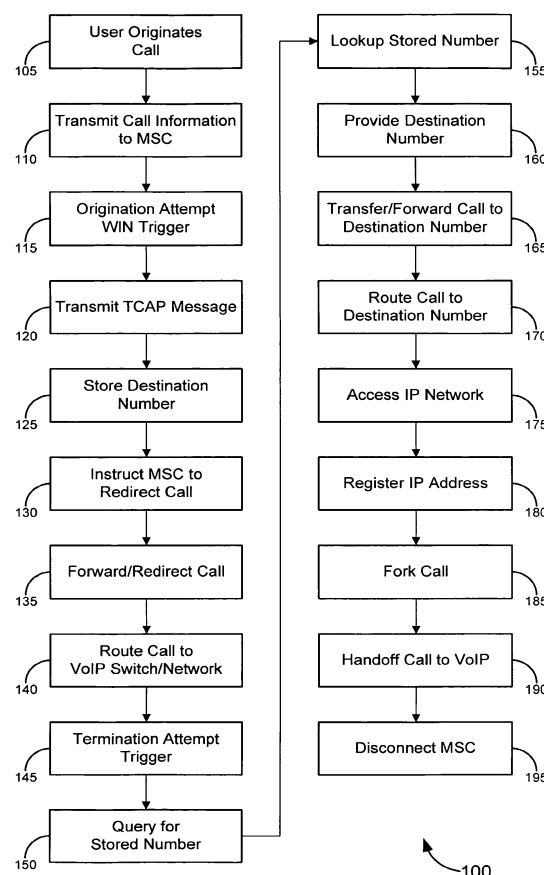 User Originates
Call
105
Transmit Call Information
to MSC
110
Origination Attempt
WIN Trigger
115
Transmit TCAP Message
120
Store Destination
Number
125
Instruct MSC to
Redirect Call
130
Forward/Redirect Call
135
Route Call to
VoIP Switch/Network
140
Termination Attempt
Trigger
145
Query for
Stored Number
150
Lookup Stored Number
155
Provide Destination
Number
160
Transfer/Forward Call to
Destination Number
165
Route Call to
Destination Number
170
Access IP Network
175
Register IP Address
180
Fork Call
185
Handoff Call to VoIP
190
Disconnect MSC
195
100